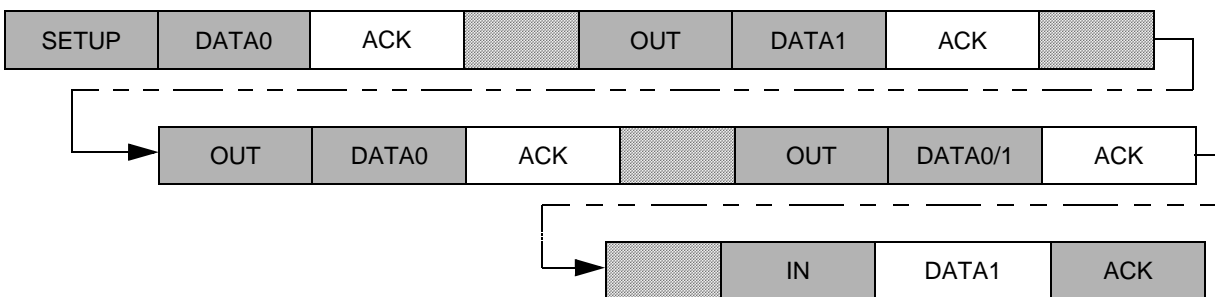 SETUP DATA0 ACK OUT DATA1 ACK
OUT DATA0 ACK OUT DATA0/1 ACK
IN DATA1 ACK